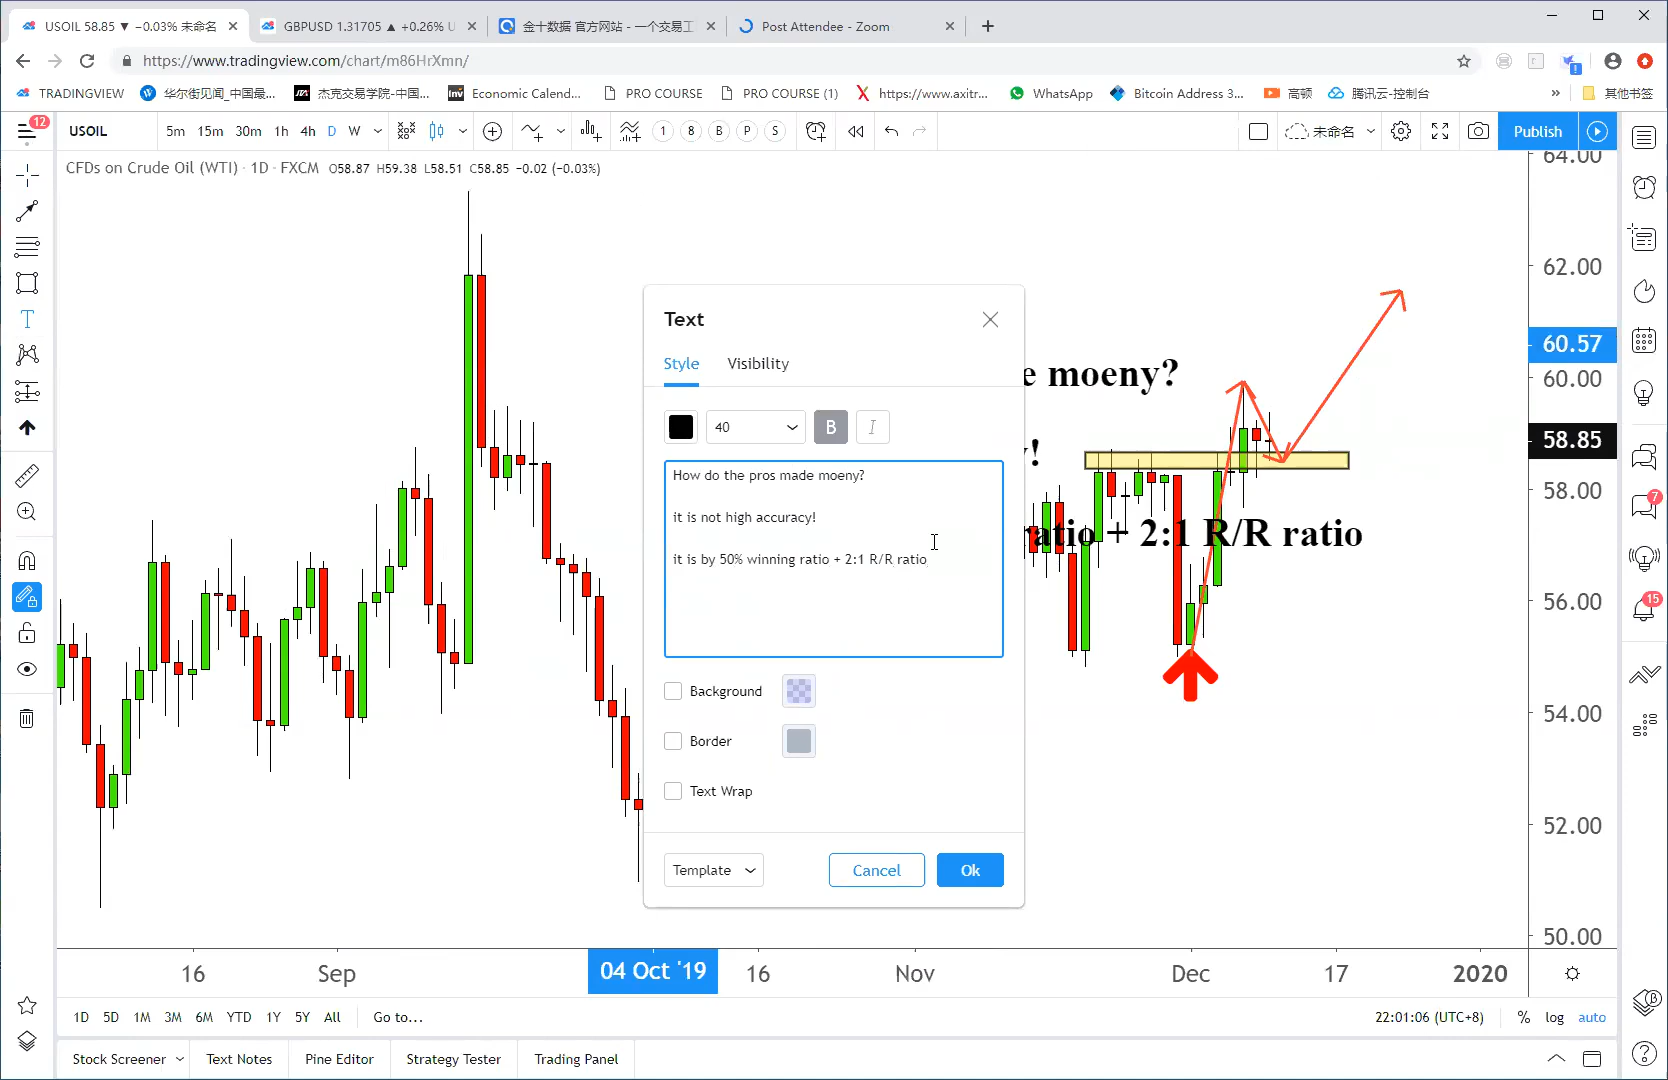 USOIL 58.85 ▼ −0.03% 未命名
GBPUSD 1.31705 ▲ +0.26% U
金十数据 官方网站 - 一个交易工
Post Attendee - Zoom
https://www.tradingview.com/chart/m86HrXmn/
TRADINGVIEW
华尔街见闻_中国最...
杰克交易学院-中国...
Economic Calend...
PRO COURSE
PRO COURSE (1)
https://www.axitr...
WhatsApp
Bitcoin Address 3...
高顿
腾讯云-控制台
»
其他书签
12
USOIL
5m 15m 30m 1h 4h D W
1 8 B P S
未命名
Publish
CFDs on Crude Oil (WTI) · 1D · FXCM O58.87 H59.38 L58.51 C58.85 −0.02 (−0.03%)
64.00
62.00
60.57
60.00
58.85
58.00
56.00
54.00
52.00
50.00
e moeny?
y!
ratio + 2:1 R/R ratio
Text
Style Visibility
40
B I
How do the pros made moeny?
it is not high accuracy!
it is by 50% winning ratio + 2:1 R/R ratio
Background
Border
Text Wrap
Template
Cancel
Ok
7
15
16 Sep 04 Oct '19 16 Nov Dec 17 2020
1D 5D 1M 3M 6M YTD 1Y 5Y All Go to...
22:01:06 (UTC+8) % log auto
Stock Screener Text Notes Pine Editor Strategy Tester Trading Panel